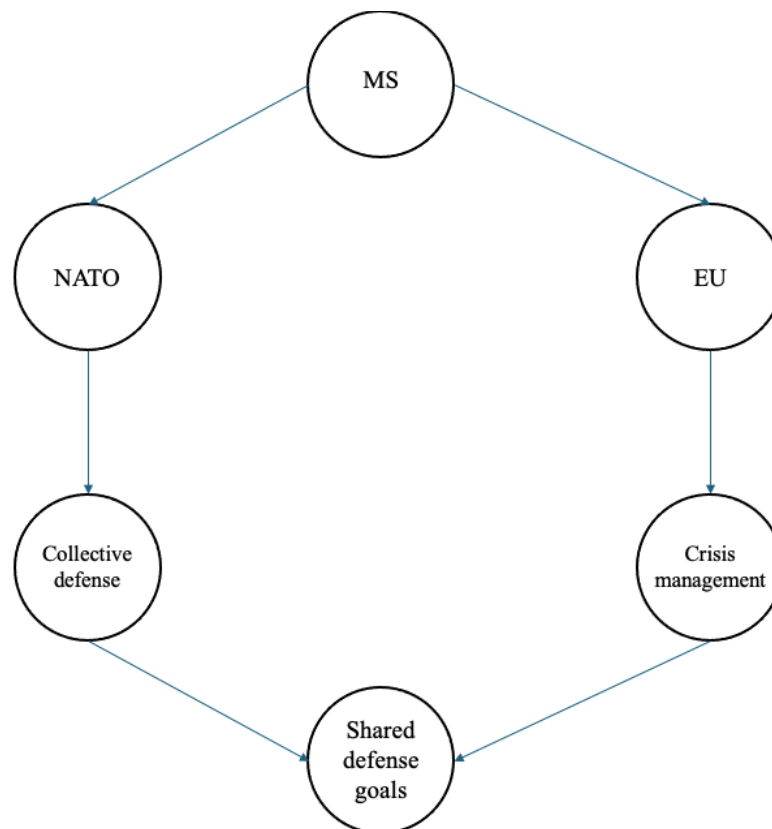 MS
NATO
EU
Collective
defense
Crisis
management
Shared
defense
goals